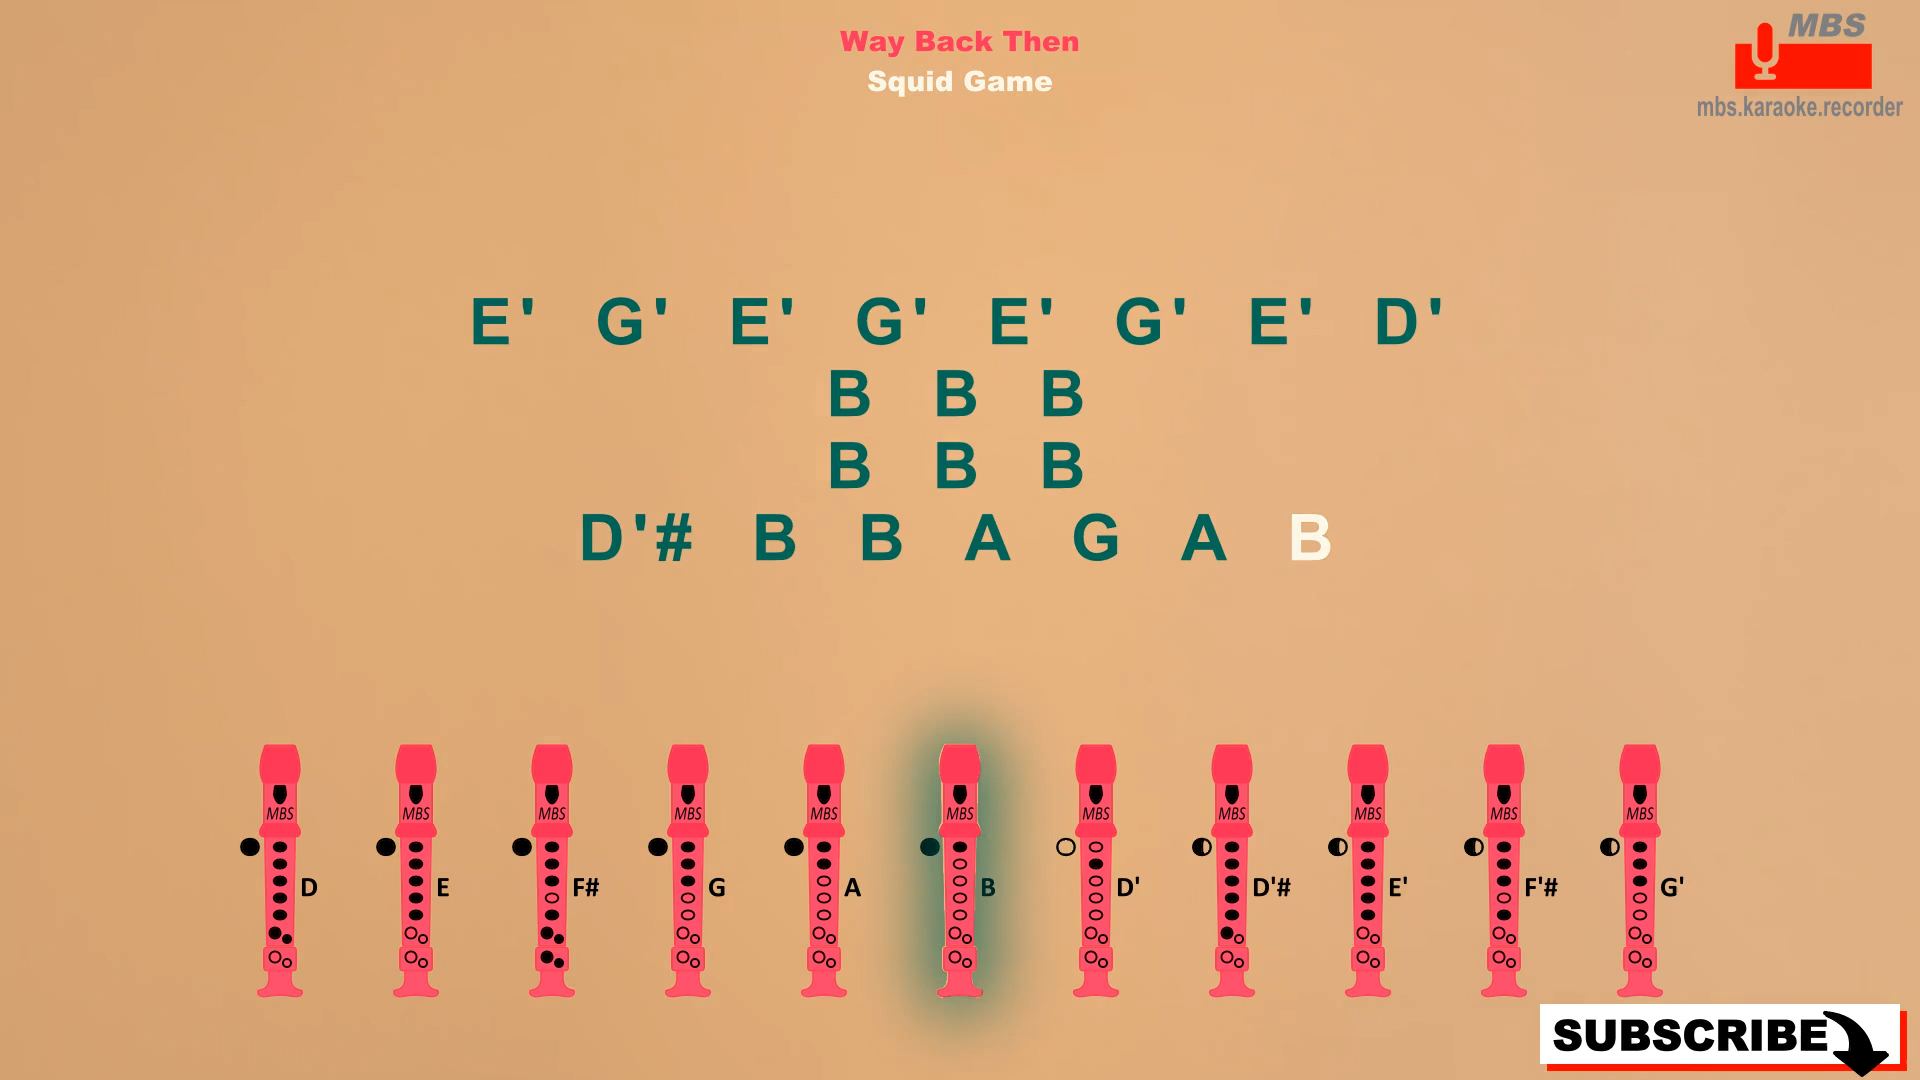 Way Back Then
Squid Game
MBS
mbs.karaoke.recorder
E' G' E' G' E' G' E' D'
B B B
B B B
D'# B B A G A B
MBS MBS MBS MBS MBS MBS MBS MBS MBS MBS MBS
D E F# G A B D' D'# E' F'# G'
SUBSCRIBE